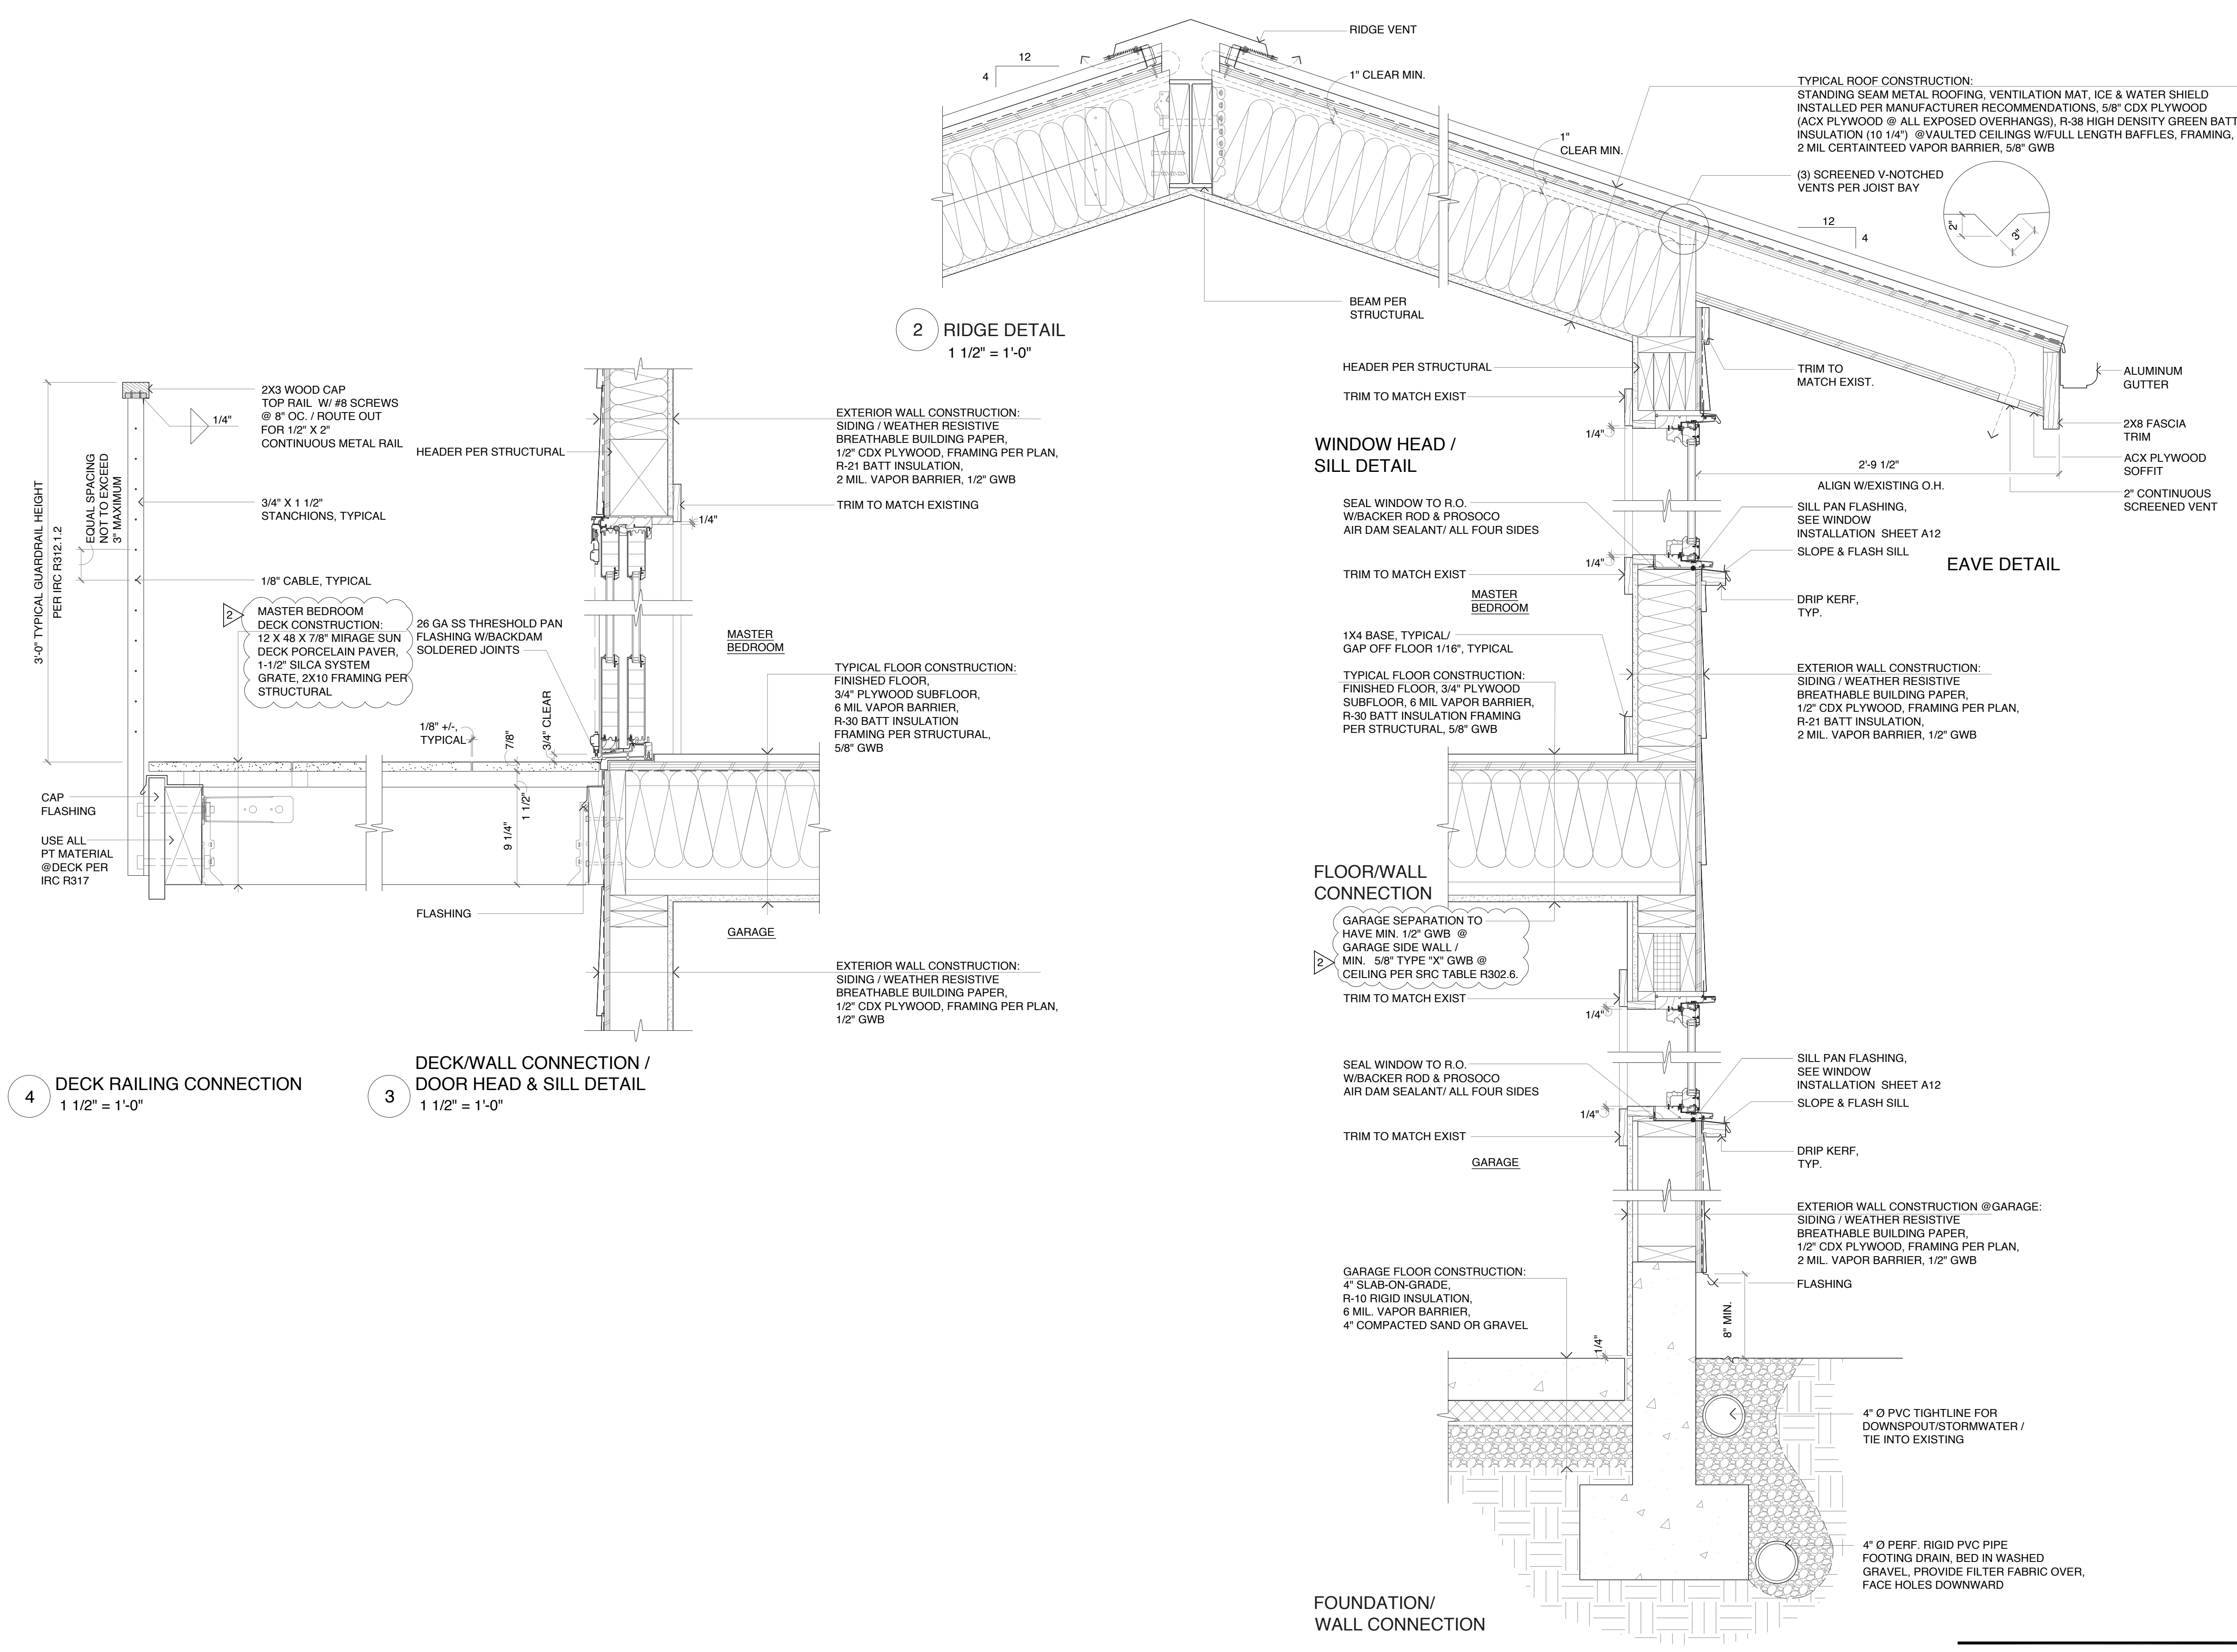 RIDGE VENT
12
4
1" CLEAR MIN.
1"
CLEAR MIN.
TYPICAL ROOF CONSTRUCTION:
STANDING SEAM METAL ROOFING, VENTILATION MAT, ICE & WATER SHIELD
INSTALLED PER MANUFACTURER RECOMMENDATIONS, 5/8" CDX PLYWOOD
(ACX PLYWOOD @ ALL EXPOSED OVERHANGS), R-38 HIGH DENSITY GREEN BATT
INSULATION (10 1/4") @VAULTED CEILINGS W/FULL LENGTH BAFFLES, FRAMING,
2 MIL CERTAINTEED VAPOR BARRIER, 5/8" GWB
(3) SCREENED V-NOTCHED
VENTS PER JOIST BAY
2"
3"
12
4
BEAM PER
STRUCTURAL
2
RIDGE DETAIL
1 1/2" = 1'-0"
HEADER PER STRUCTURAL
TRIM TO MATCH EXIST
1/4"
WINDOW HEAD /
SILL DETAIL
TRIM TO
MATCH EXIST.
ALUMINUM
GUTTER
2X8 FASCIA
TRIM
ACX PLYWOOD
SOFFIT
2" CONTINUOUS
SCREENED VENT
2'-9 1/2"
ALIGN W/EXISTING O.H.
SEAL WINDOW TO R.O.
W/BACKER ROD & PROSOCO
AIR DAM SEALANT/ ALL FOUR SIDES
SILL PAN FLASHING,
SEE WINDOW
INSTALLATION SHEET A12
SLOPE & FLASH SILL
EAVE DETAIL
1/4"
TRIM TO MATCH EXIST
MASTER
BEDROOM
DRIP KERF,
TYP.
1X4 BASE, TYPICAL/
GAP OFF FLOOR 1/16", TYPICAL
TYPICAL FLOOR CONSTRUCTION:
FINISHED FLOOR, 3/4" PLYWOOD
SUBFLOOR, 6 MIL VAPOR BARRIER,
R-30 BATT INSULATION FRAMING
PER STRUCTURAL, 5/8" GWB
EXTERIOR WALL CONSTRUCTION:
SIDING / WEATHER RESISTIVE
BREATHABLE BUILDING PAPER,
1/2" CDX PLYWOOD, FRAMING PER PLAN,
R-21 BATT INSULATION,
2 MIL. VAPOR BARRIER, 1/2" GWB
FLOOR/WALL
CONNECTION
GARAGE SEPARATION TO
HAVE MIN. 1/2" GWB @
GARAGE SIDE WALL /
MIN. 5/8" TYPE "X" GWB @
CEILING PER SRC TABLE R302.6.
2
TRIM TO MATCH EXIST
1/4"
SEAL WINDOW TO R.O.
W/BACKER ROD & PROSOCO
AIR DAM SEALANT/ ALL FOUR SIDES
SILL PAN FLASHING,
SEE WINDOW
INSTALLATION SHEET A12
SLOPE & FLASH SILL
1/4"
TRIM TO MATCH EXIST
GARAGE
DRIP KERF,
TYP.
EXTERIOR WALL CONSTRUCTION @GARAGE:
SIDING / WEATHER RESISTIVE
BREATHABLE BUILDING PAPER,
1/2" CDX PLYWOOD, FRAMING PER PLAN,
2 MIL. VAPOR BARRIER, 1/2" GWB
FLASHING
8" MIN.
GARAGE FLOOR CONSTRUCTION:
4" SLAB-ON-GRADE,
R-10 RIGID INSULATION,
6 MIL. VAPOR BARRIER,
4" COMPACTED SAND OR GRAVEL
1/4"
4" Ø PVC TIGHTLINE FOR
DOWNSPOUT/STORMWATER /
TIE INTO EXISTING
4" Ø PERF. RIGID PVC PIPE
FOOTING DRAIN, BED IN WASHED
GRAVEL, PROVIDE FILTER FABRIC OVER,
FACE HOLES DOWNWARD
FOUNDATION/
WALL CONNECTION
2X3 WOOD CAP
TOP RAIL W/ #8 SCREWS
@ 8" OC. / ROUTE OUT
FOR 1/2" X 2"
CONTINUOUS METAL RAIL
1/4"
3'-0" TYPICAL GUARDRAIL HEIGHT
PER IRC R312.1.2
EQUAL SPACING
NOT TO EXCEED
3" MAXIMUM
3/4" X 1 1/2"
STANCHIONS, TYPICAL
1/8" CABLE, TYPICAL
2
MASTER BEDROOM
DECK CONSTRUCTION:
12 X 48 X 7/8" MIRAGE SUN
DECK PORCELAIN PAVER,
1-1/2" SILCA SYSTEM
GRATE, 2X10 FRAMING PER
STRUCTURAL
CAP
FLASHING
USE ALL
PT MATERIAL
@DECK PER
IRC R317
4
DECK RAILING CONNECTION
1 1/2" = 1'-0"
HEADER PER STRUCTURAL
EXTERIOR WALL CONSTRUCTION:
SIDING / WEATHER RESISTIVE
BREATHABLE BUILDING PAPER,
1/2" CDX PLYWOOD, FRAMING PER PLAN,
R-21 BATT INSULATION,
2 MIL. VAPOR BARRIER, 1/2" GWB
TRIM TO MATCH EXISTING
1/4"
26 GA SS THRESHOLD PAN
FLASHING W/BACKDAM
SOLDERED JOINTS
MASTER
BEDROOM
TYPICAL FLOOR CONSTRUCTION:
FINISHED FLOOR,
3/4" PLYWOOD SUBFLOOR,
6 MIL VAPOR BARRIER,
R-30 BATT INSULATION
FRAMING PER STRUCTURAL,
5/8" GWB
1/8" +/-,
TYPICAL
7/8"
3/4" CLEAR
1 1/2"
9 1/4"
FLASHING
GARAGE
EXTERIOR WALL CONSTRUCTION:
SIDING / WEATHER RESISTIVE
BREATHABLE BUILDING PAPER,
1/2" CDX PLYWOOD, FRAMING PER PLAN,
1/2" GWB
3
DECK/WALL CONNECTION /
DOOR HEAD & SILL DETAIL
1 1/2" = 1'-0"